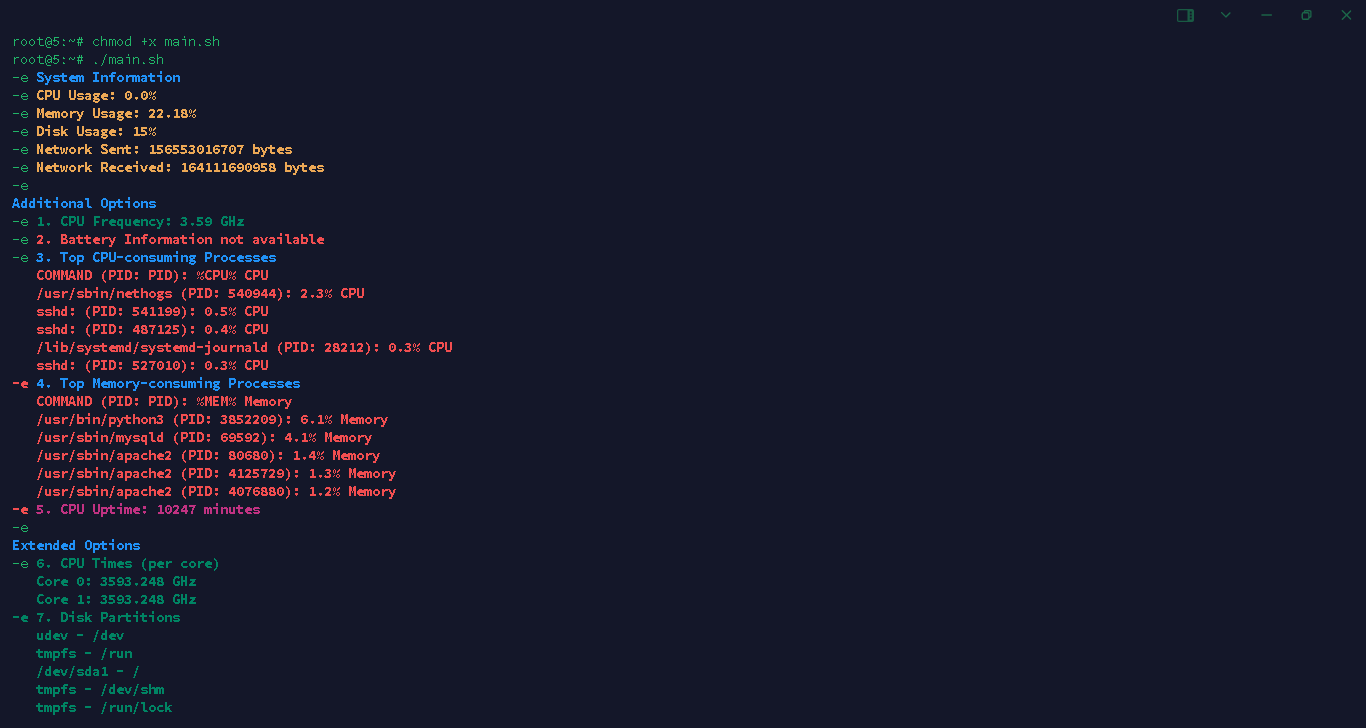 root@5:~# chmod +x main.sh
root@5:~# ./main.sh
-e System Information
-e CPU Usage: 0.0%
-e Memory Usage: 22.18%
-e Disk Usage: 15%
-e Network Sent: 156553016707 bytes
-e Network Received: 164111690958 bytes
-e
Additional Options
-e 1. CPU Frequency: 3.59 GHz
-e 2. Battery Information not available
-e 3. Top CPU-consuming Processes
   COMMAND (PID: PID): %CPU% CPU
   /usr/sbin/nethogs (PID: 540944): 2.3% CPU
   sshd: (PID: 541199): 0.5% CPU
   sshd: (PID: 487125): 0.4% CPU
   /lib/systemd/systemd-journald (PID: 28212): 0.3% CPU
   sshd: (PID: 527010): 0.3% CPU
-e 4. Top Memory-consuming Processes
   COMMAND (PID: PID): %MEM% Memory
   /usr/bin/python3 (PID: 3852209): 6.1% Memory
   /usr/sbin/mysqld (PID: 69592): 4.1% Memory
   /usr/sbin/apache2 (PID: 80680): 1.4% Memory
   /usr/sbin/apache2 (PID: 4125729): 1.3% Memory
   /usr/sbin/apache2 (PID: 4076880): 1.2% Memory
-e 5. CPU Uptime: 10247 minutes
-e
Extended Options
-e 6. CPU Times (per core)
   Core 0: 3593.248 GHz
   Core 1: 3593.248 GHz
-e 7. Disk Partitions
   udev - /dev
   tmpfs - /run
   /dev/sda1 - /
   tmpfs - /dev/shm
   tmpfs - /run/lock